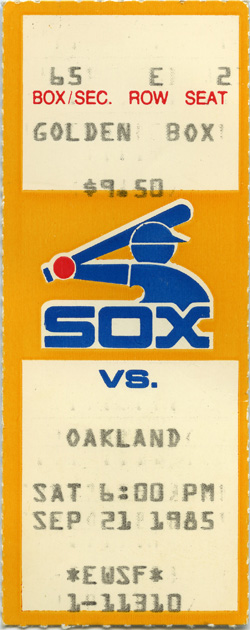 65 E 2
BOX/SEC. ROW SEAT
GOLDEN BOX
$9.50
SOX
VS.
OAKLAND
SAT 6:00 PM
SEP 21 1985
*EWSF*
1-11310